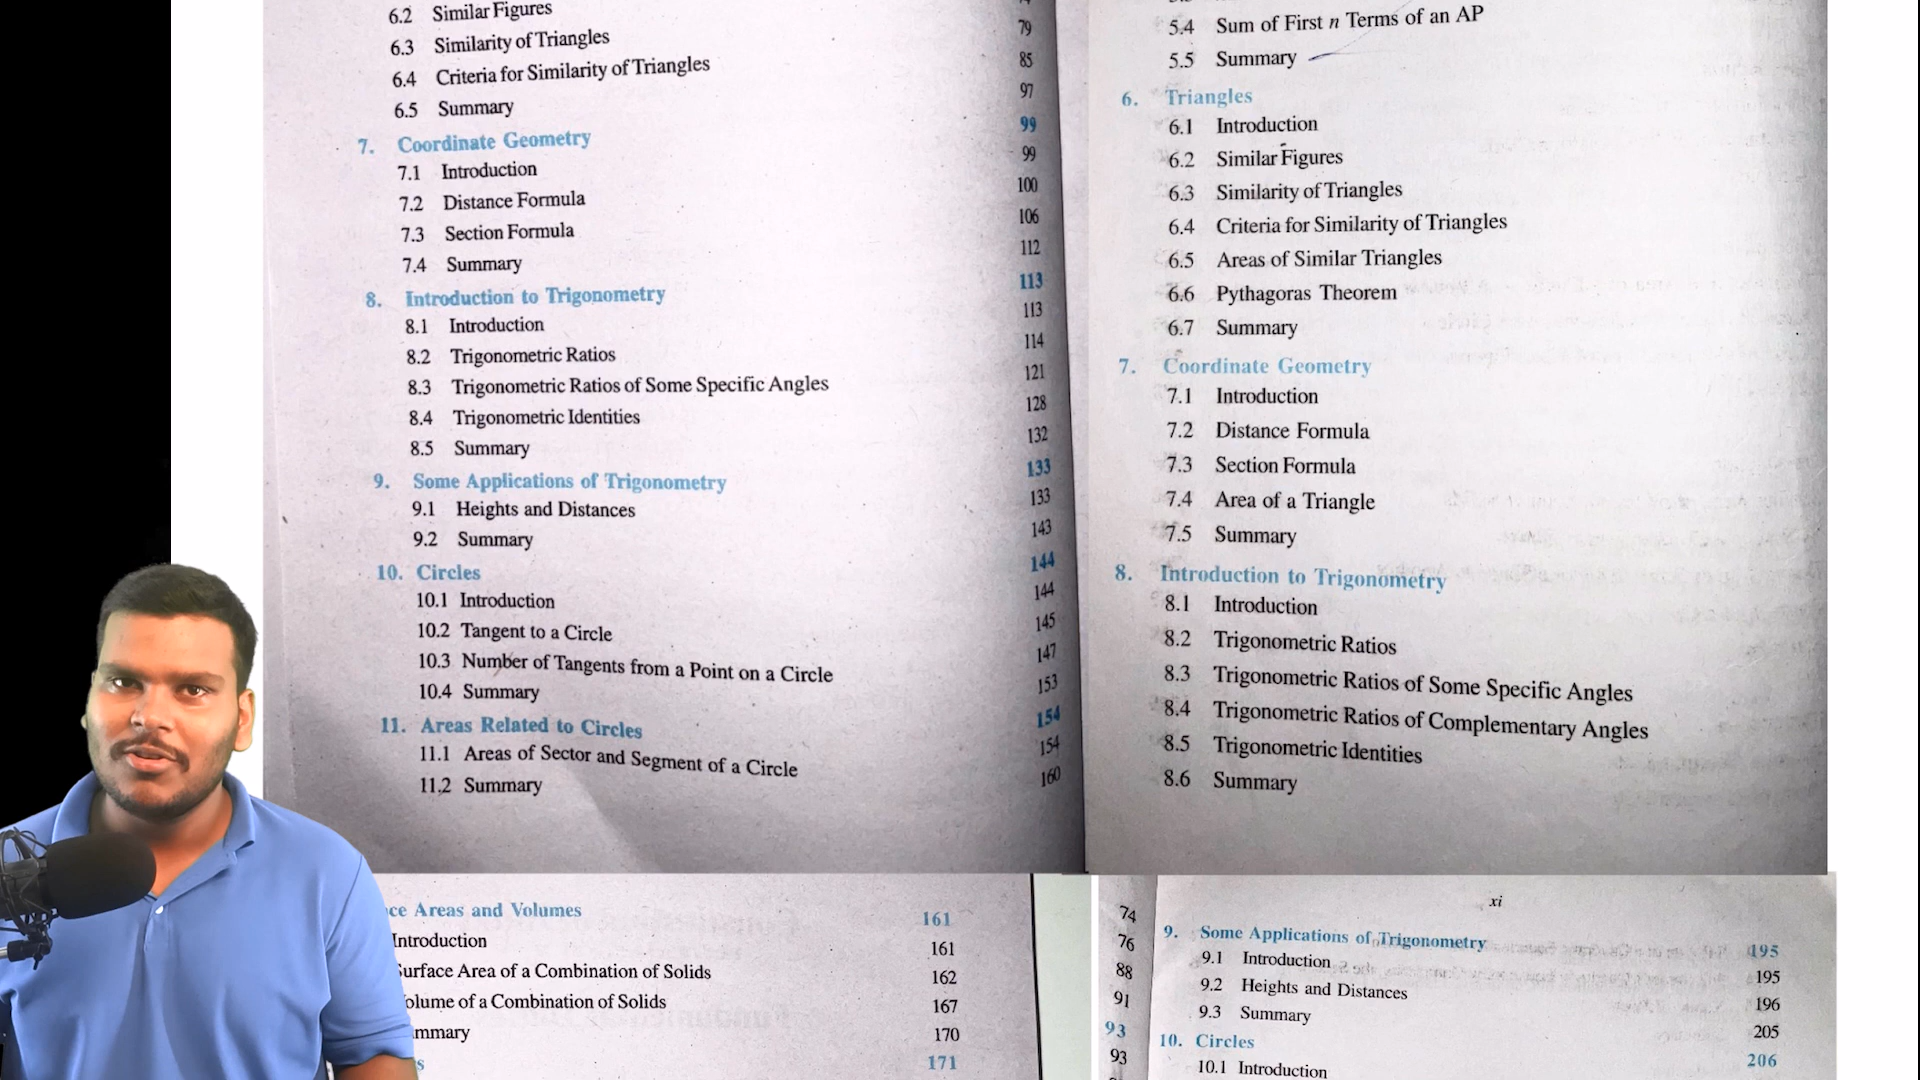 6.2 Similar Figures
6.3 Similarity of Triangles 79
6.4 Criteria for Similarity of Triangles 85
6.5 Summary 97
7. Coordinate Geometry 99
7.1 Introduction 99
7.2 Distance Formula 100
7.3 Section Formula 106
7.4 Summary 112
8. Introduction to Trigonometry 113
8.1 Introduction 113
8.2 Trigonometric Ratios 114
8.3 Trigonometric Ratios of Some Specific Angles 121
8.4 Trigonometric Identities 128
8.5 Summary 132
9. Some Applications of Trigonometry 133
9.1 Heights and Distances 133
9.2 Summary 143
10. Circles 144
10.1 Introduction 144
10.2 Tangent to a Circle 145
10.3 Number of Tangents from a Point on a Circle 147
10.4 Summary 153
11. Areas Related to Circles 154
11.1 Areas of Sector and Segment of a Circle 154
11.2 Summary 160
5.4 Sum of First n Terms of an AP
5.5 Summary
6. Triangles
6.1 Introduction
6.2 Similar Figures
6.3 Similarity of Triangles
6.4 Criteria for Similarity of Triangles
6.5 Areas of Similar Triangles
6.6 Pythagoras Theorem
6.7 Summary
7. Coordinate Geometry
7.1 Introduction
7.2 Distance Formula
7.3 Section Formula
7.4 Area of a Triangle
7.5 Summary
8. Introduction to Trigonometry
8.1 Introduction
8.2 Trigonometric Ratios
8.3 Trigonometric Ratios of Some Specific Angles
8.4 Trigonometric Ratios of Complementary Angles
8.5 Trigonometric Identities
8.6 Summary
ce Areas and Volumes 161
Introduction 161
Surface Area of a Combination of Solids 162
olume of a Combination of Solids 167
mmary 170
s 171
74
76
88
91
93
93
xi
9. Some Applications of Trigonometry 195
9.1 Introduction 195
9.2 Heights and Distances 196
9.3 Summary 205
10. Circles 206
10.1 Introduction